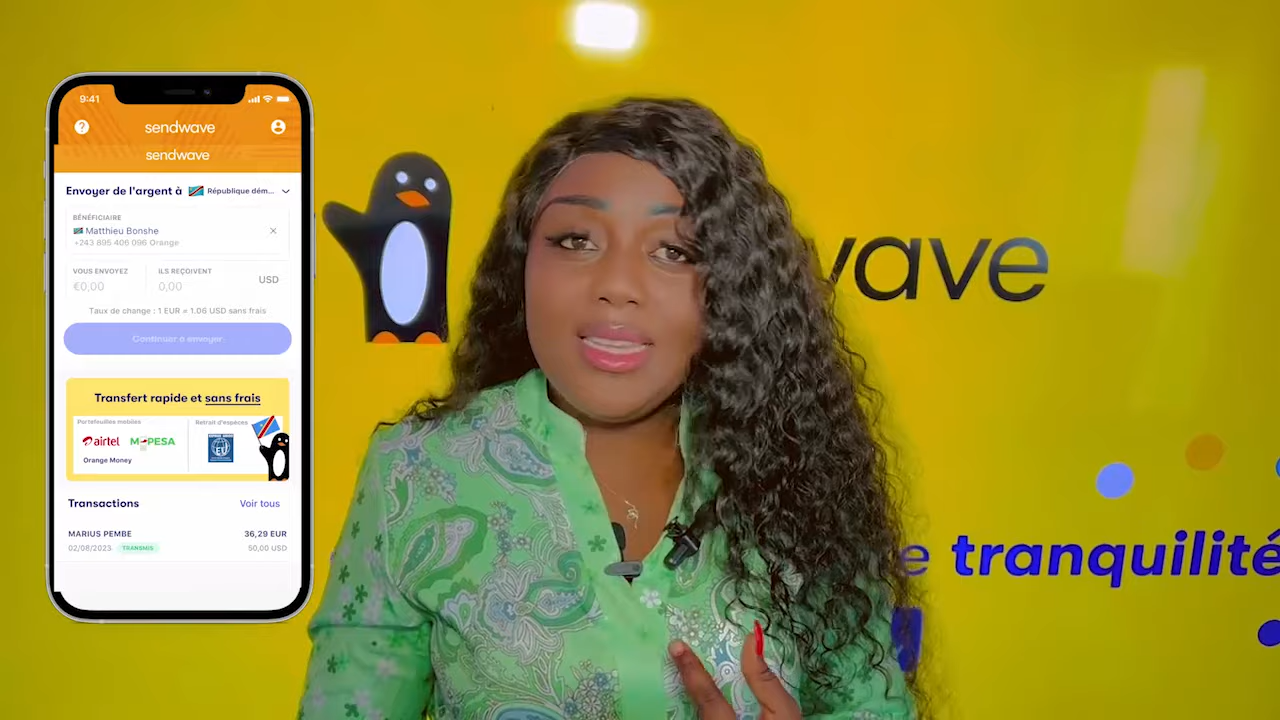 9:41
sendwave
sendwave
Envoyer de l'argent à République dém...
BÉNÉFICIAIRE
Matthieu Bonshe
+243 895 406 096 Orange
VOUS ENVOYEZ ILS REÇOIVENT
€0,00 0,00 USD
Taux de change : 1 EUR = 1.06 USD sans frais
Continuer à envoyer
Transfert rapide et sans frais
Portefeuilles mobiles Retrait d'espèces
airtel M-PESA
Orange Money
Transactions Voir tous
MARIUS PEMBE 36,29 EUR
02/08/2023 TRANSMIS 50,00 USD
wave
e tranquilité